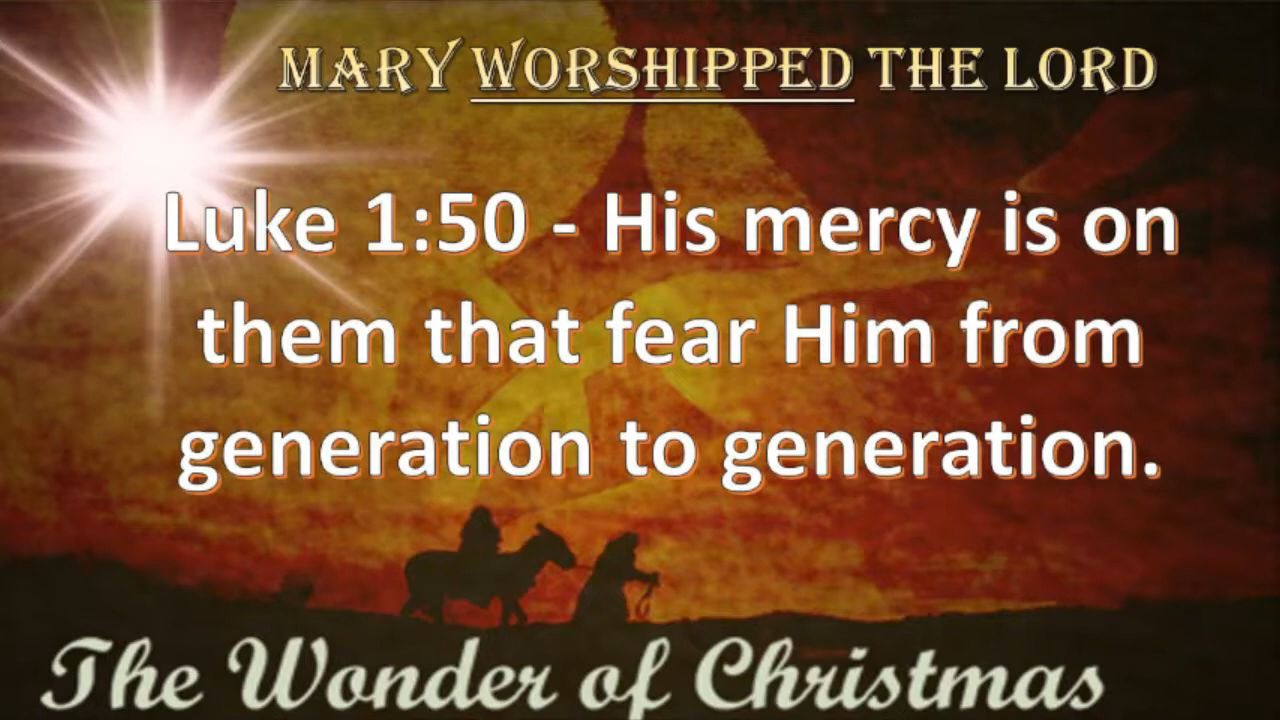 MARY WORSHIPPED THE LORD
Luke 1:50 - His mercy is on
them that fear Him from
generation to generation.
The Wonder of Christmas